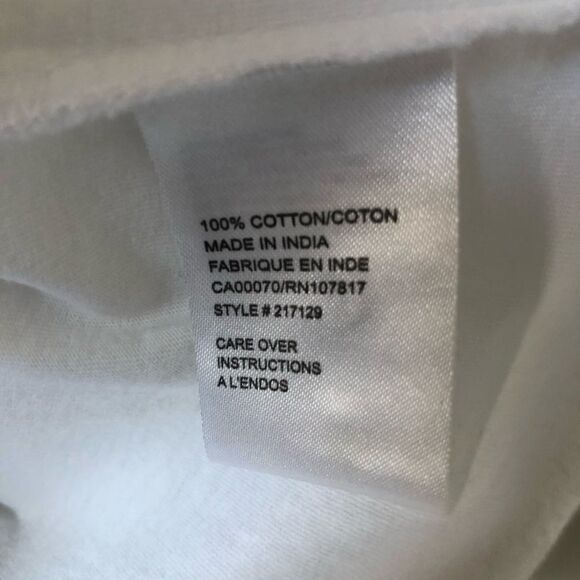 100% COTTON/COTON
MADE IN INDIA
FABRIQUE EN INDE
CA00070/RN107817
STYLE # 217129
CARE OVER
INSTRUCTIONS
A L'ENDOS